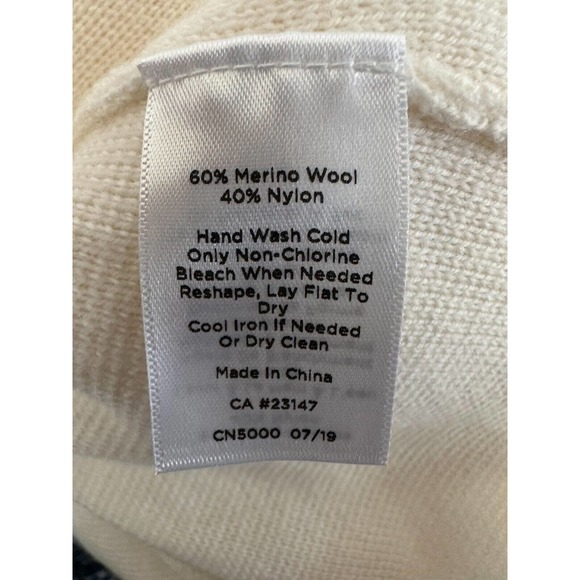 60% Merino Wool
40% Nylon
Hand Wash Cold
Only Non-Chlorine
Bleach When Needed
Reshape, Lay Flat To
Dry
Cool Iron If Needed
Or Dry Clean
Made In China
CA #23147
CN5000 07/19